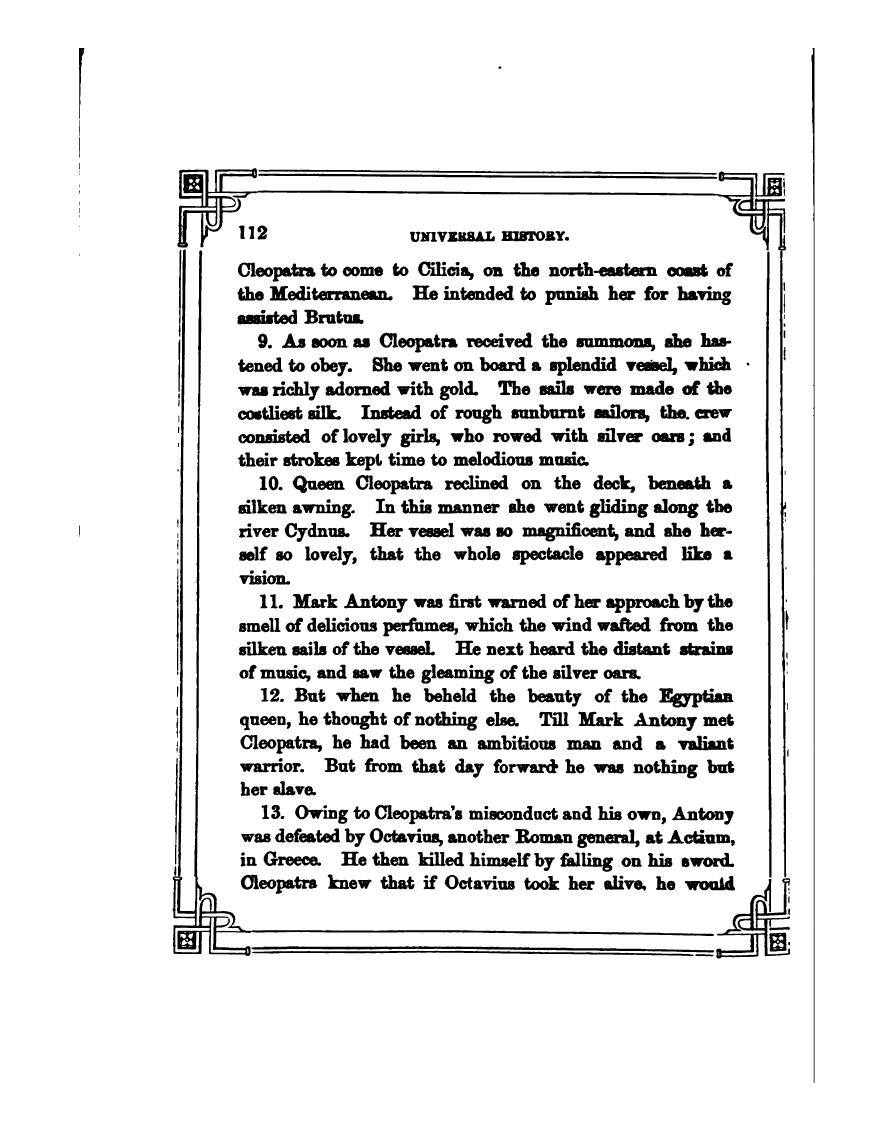 112 UNIVERSAL HISTORY.
Cleopatra to come to Cilicia, on the north-eastern coast of
the Mediterranean. He intended to punish her for having
assisted Brutus.
9. As soon as Cleopatra received the summons, she has-
tened to obey. She went on board a splendid vessel, which
was richly adorned with gold. The sails were made of the
costliest silk. Instead of rough sunburnt sailors, the crew
consisted of lovely girls, who rowed with silver oars; and
their strokes kept time to melodious music.
10. Queen Cleopatra reclined on the deck, beneath a
silken awning. In this manner she went gliding along the
river Cydnus. Her vessel was so magnificent, and she her-
self so lovely, that the whole spectacle appeared like a
vision.
11. Mark Antony was first warned of her approach by the
smell of delicious perfumes, which the wind wafted from the
silken sails of the vessel. He next heard the distant strains
of music, and saw the gleaming of the silver oars.
12. But when he beheld the beauty of the Egyptian
queen, he thought of nothing else. Till Mark Antony met
Cleopatra, he had been an ambitious man and a valiant
warrior. But from that day forward he was nothing but
her slave.
13. Owing to Cleopatra's misconduct and his own, Antony
was defeated by Octavius, another Roman general, at Actium,
in Greece. He then killed himself by falling on his sword.
Cleopatra knew that if Octavius took her alive, he would